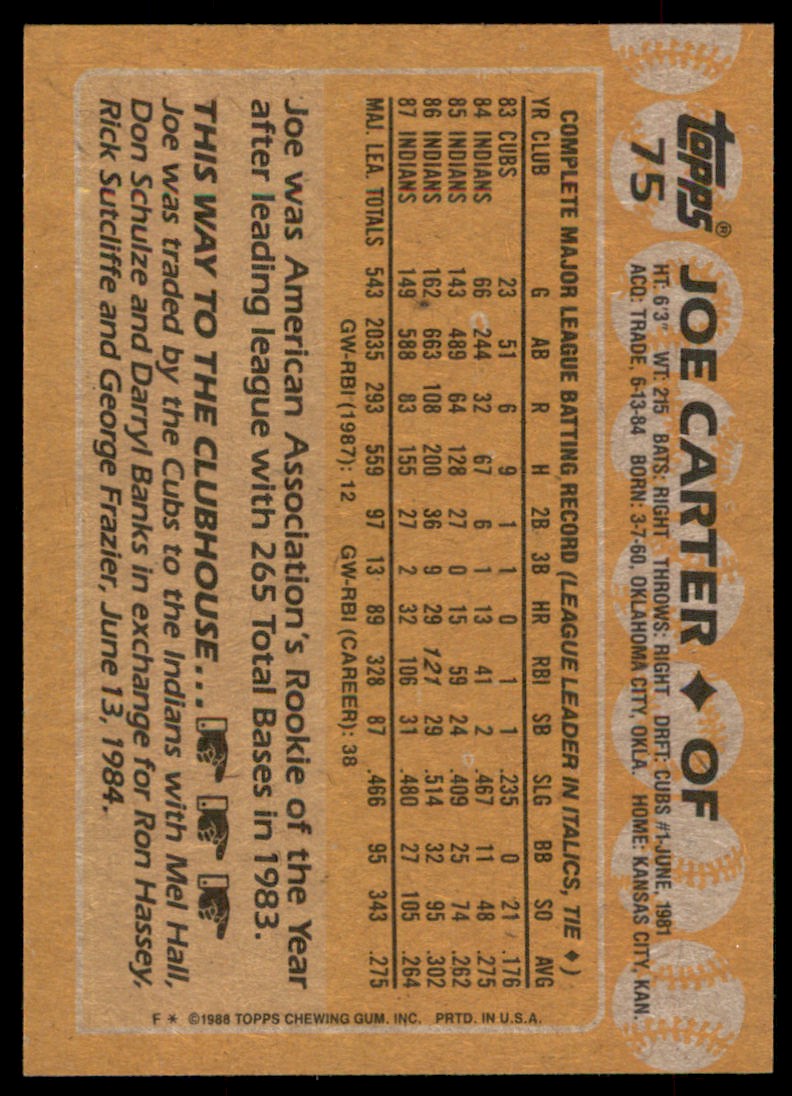 topps®
75
JOE CARTER ♦ OF
HT: 6'3" WT: 215 BATS: RIGHT THROWS: RIGHT DRFT: CUBS #1-JUNE, 1981
ACQ: TRADE, 6-13-84 BORN: 3-7-60, OKLAHOMA CITY, OKLA. HOME: KANSAS CITY, KAN.
COMPLETE MAJOR LEAGUE BATTING RECORD (LEAGUE LEADER IN ITALICS, TIE ♦)
YR CLUB G AB R H 2B 3B HR RBI SB SLG BB SO AVG
83 CUBS 23 51 6 9 1 1 0 1 1 .235 0 21 .176
84 INDIANS 66 244 32 67 6 1 13 41 2 .467 11 48 .275
85 INDIANS 143 489 64 128 27 0 15 59 24 .409 25 74 .262
86 INDIANS 162 663 108 200 36 9 29 121 29 .514 32 95 .302
87 INDIANS 149 588 83 155 27 2 32 106 31 .480 27 105 .264
MAJ. LEA. TOTALS 543 2035 293 559 97 13 89 328 87 .466 95 343 .275
GW-RBI (1987): 12 GW-RBI (CAREER): 38
Joe was American Association's Rookie of the Year
after leading league with 265 Total Bases in 1983.
THIS WAY TO THE CLUBHOUSE...
Joe was traded by the Cubs to the Indians with Mel Hall,
Don Schulze and Darryl Banks in exchange for Ron Hassey,
Rick Sutcliffe and George Frazier, June 13, 1984.
F * ©1988 TOPPS CHEWING GUM, INC. PRTD. IN U.S.A.